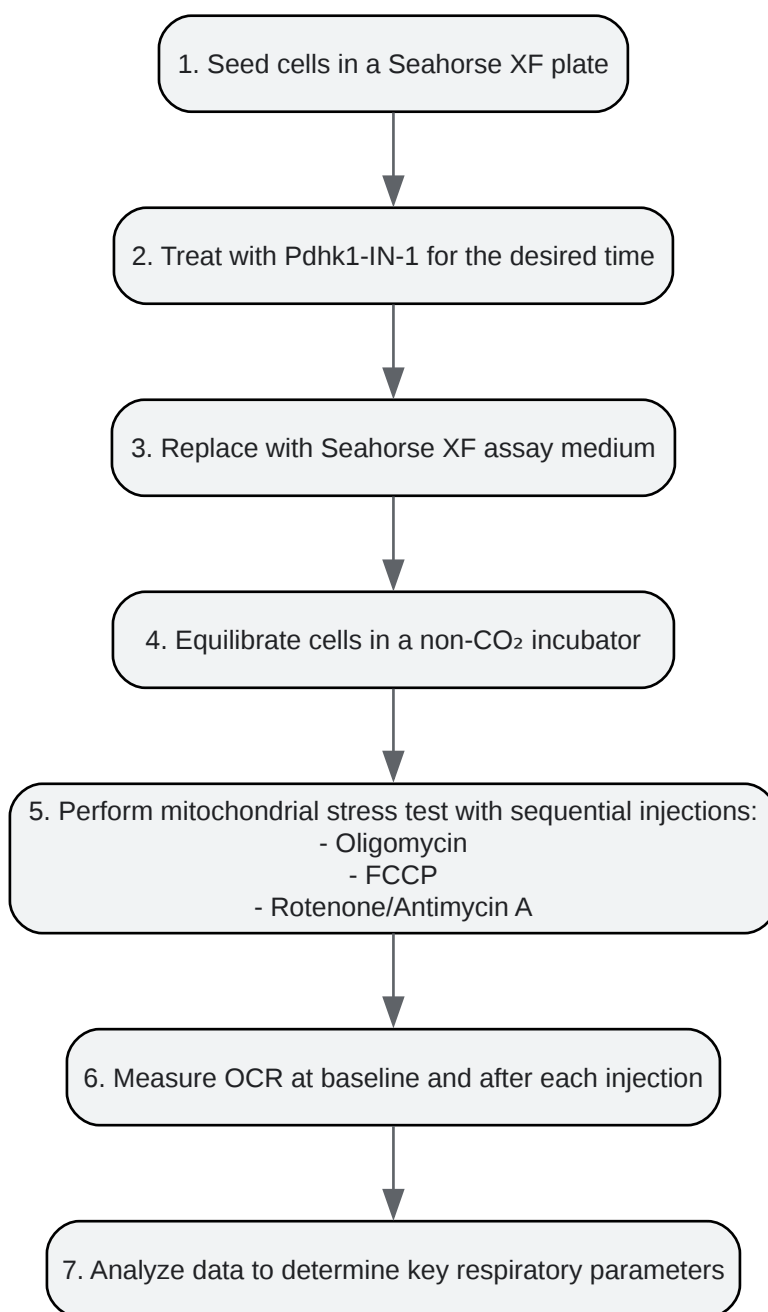 1. Seed cells in a Seahorse XF plate
2. Treat with Pdhk1-IN-1 for the desired time
3. Replace with Seahorse XF assay medium
4. Equilibrate cells in a non-CO₂ incubator
5. Perform mitochondrial stress test with sequential injections:
- Oligomycin
- FCCP
- Rotenone/Antimycin A
6. Measure OCR at baseline and after each injection
7. Analyze data to determine key respiratory parameters